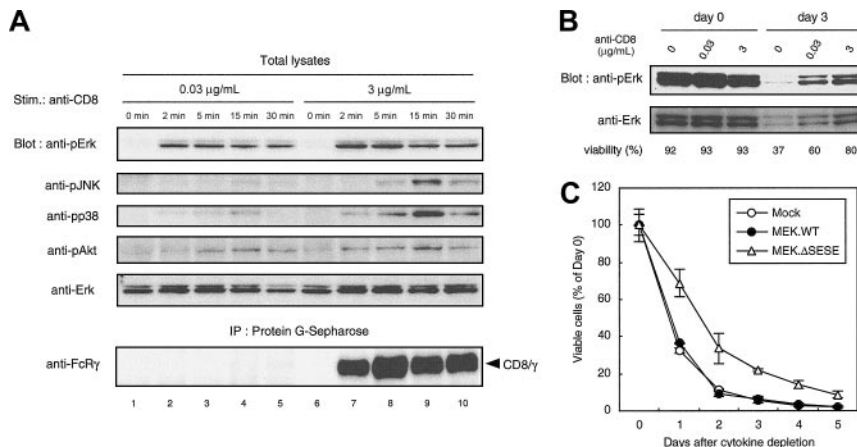 A
Total lysates
Stim.: anti-CD8
0.03 μg/mL
3 μg/mL
0 min 2 min 5 min 15 min 30 min 0 min 2 min 5 min 15 min 30 min
Blot : anti-pErk
anti-pJNK
anti-pp38
anti-pAkt
anti-Erk
IP : Protein G-Sepharose
anti-FcRγ
CD8/γ
1 2 3 4 5 6 7 8 9 10
B
day 0 day 3
anti-CD8
(μg/mL)
0 0.03 3 0 0.03 3
Blot : anti-pErk
anti-Erk
viability (%) 92 93 93 37 60 80
C
Viable cells (% of Day 0)
120
100
80
60
40
20
0
Mock
MEK.WT
MEK.ΔSESE
0 1 2 3 4 5
Days after cytokine depletion